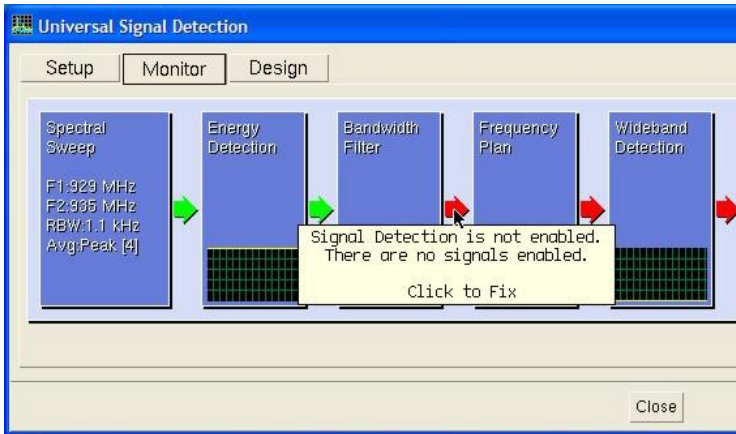 Universal Signal Detection
Setup
Monitor
Design
Spectral
Sweep
F1:929 MHz
F2:935 MHz
RBW:1.1 kHz
Avg:Peak [4]
Energy
Detection
Bandwidth
Filter
Frequency
Plan
Wideband
Detection
Signal Detection is not enabled.
There are no signals enabled.
Click to Fix
Close